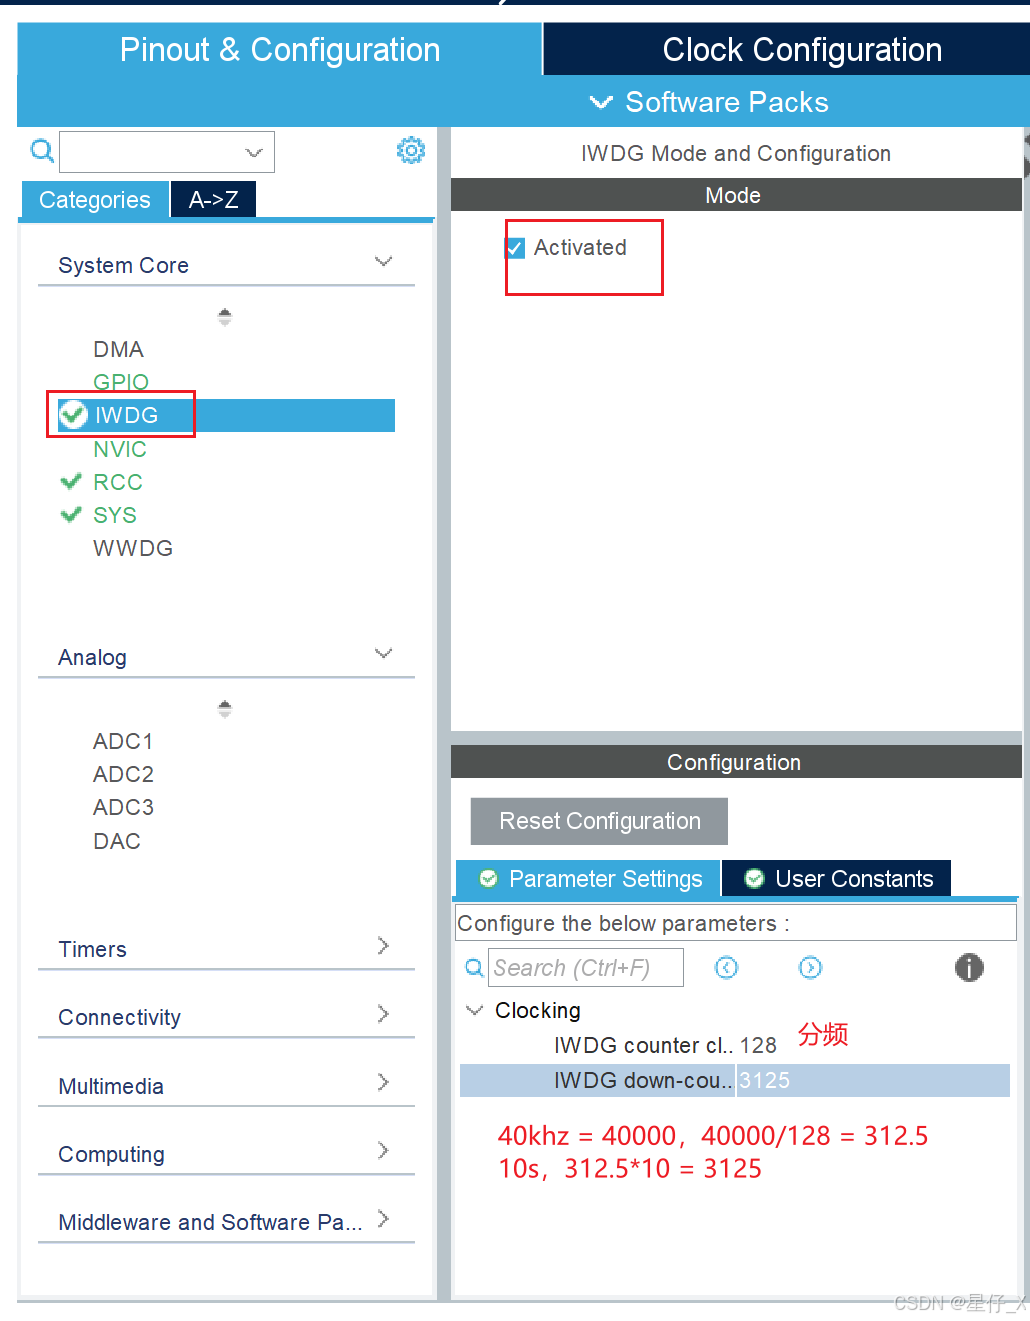 Pinout & Configuration
Clock Configuration
Software Packs
IWDG Mode and Configuration
Categories
A->Z
Mode
Activated
System Core
DMA
GPIO
IWDG
NVIC
RCC
SYS
WWDG
Analog
ADC1
ADC2
ADC3
DAC
Timers
Connectivity
Multimedia
Computing
Middleware and Software Pa...
Configuration
Reset Configuration
Parameter Settings
User Constants
Configure the below parameters :
Search (Ctrl+F)
Clocking
IWDG counter cl.. 128 分频
IWDG down-cou... 3125
40khz = 40000，40000/128 = 312.5
10s，312.5*10 = 3125
CSDN @星仔_X